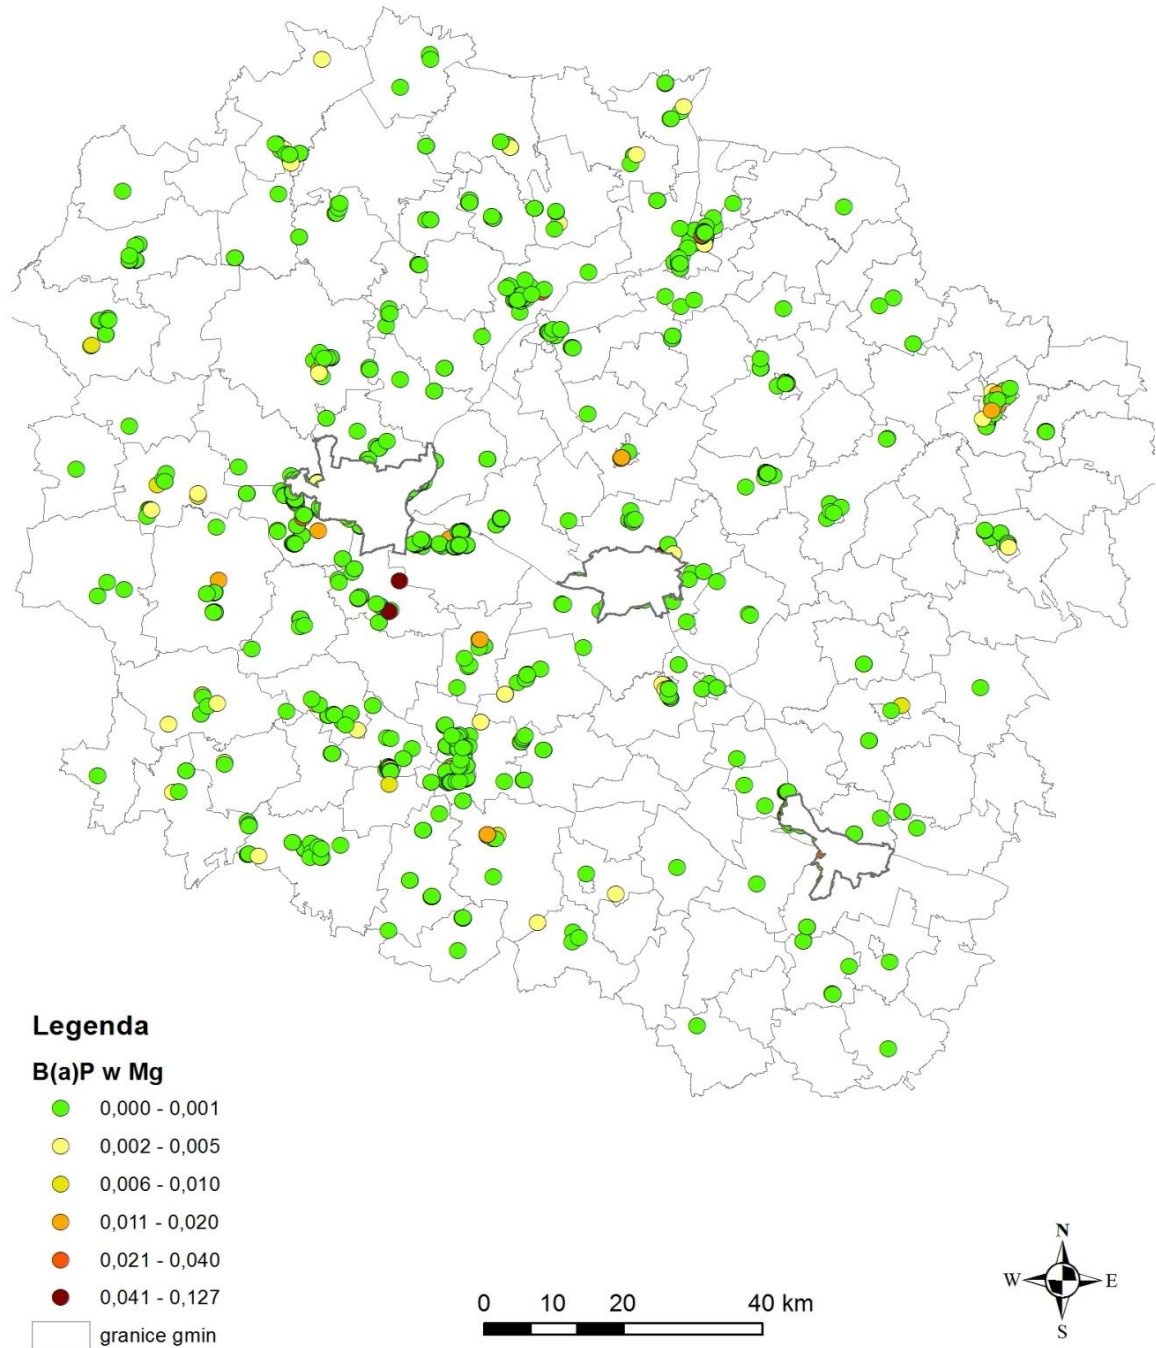 Legenda
B(a)P w Mg
0,000 - 0,001
0,002 - 0,005
0,006 - 0,010
0,011 - 0,020
0,021 - 0,040
0,041 - 0,127
granice gmin
0 10 20 40 km
N
W E
S